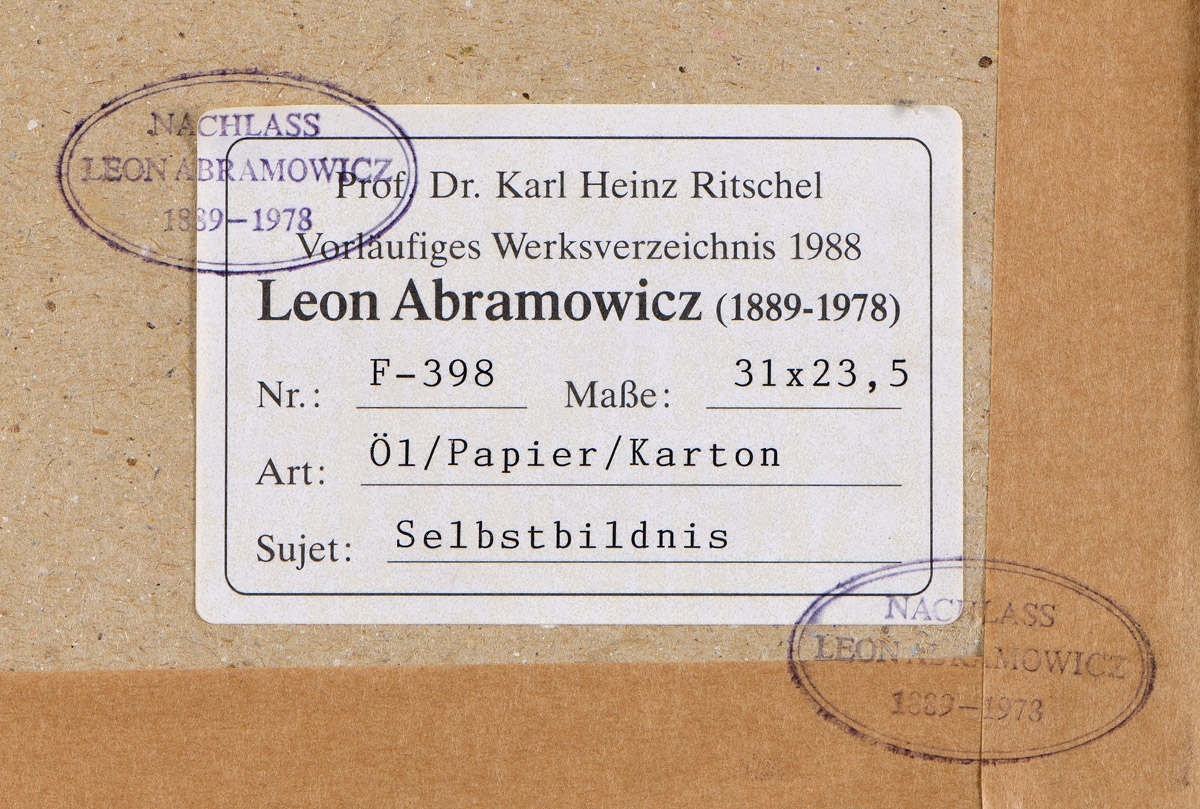 NACHLASS
LEON ABRAMOWICZ
1889–1978
Prof. Dr. Karl Heinz Ritschel
Vorläufiges Werksverzeichnis 1988
Leon Abramowicz (1889-1978)
Nr.: F-398 Maße: 31x23,5
Art: Öl/Papier/Karton
Sujet: Selbstbildnis
NACHLASS
LEON ABRAMOWICZ
1889–1978